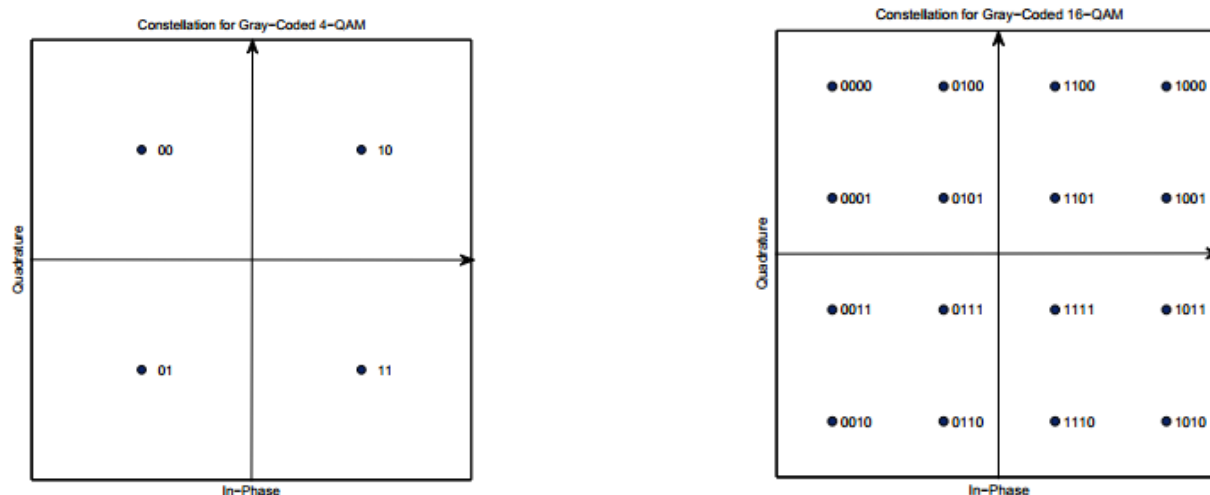 Constellation for Gray-Coded 4-QAM
00 10
01 11
Quadrature
In-Phase
Constellation for Gray-Coded 16-QAM
0000 0100 1100 1000
0001 0101 1101 1001
0011 0111 1111 1011
0010 0110 1110 1010
Quadrature
In-Phase